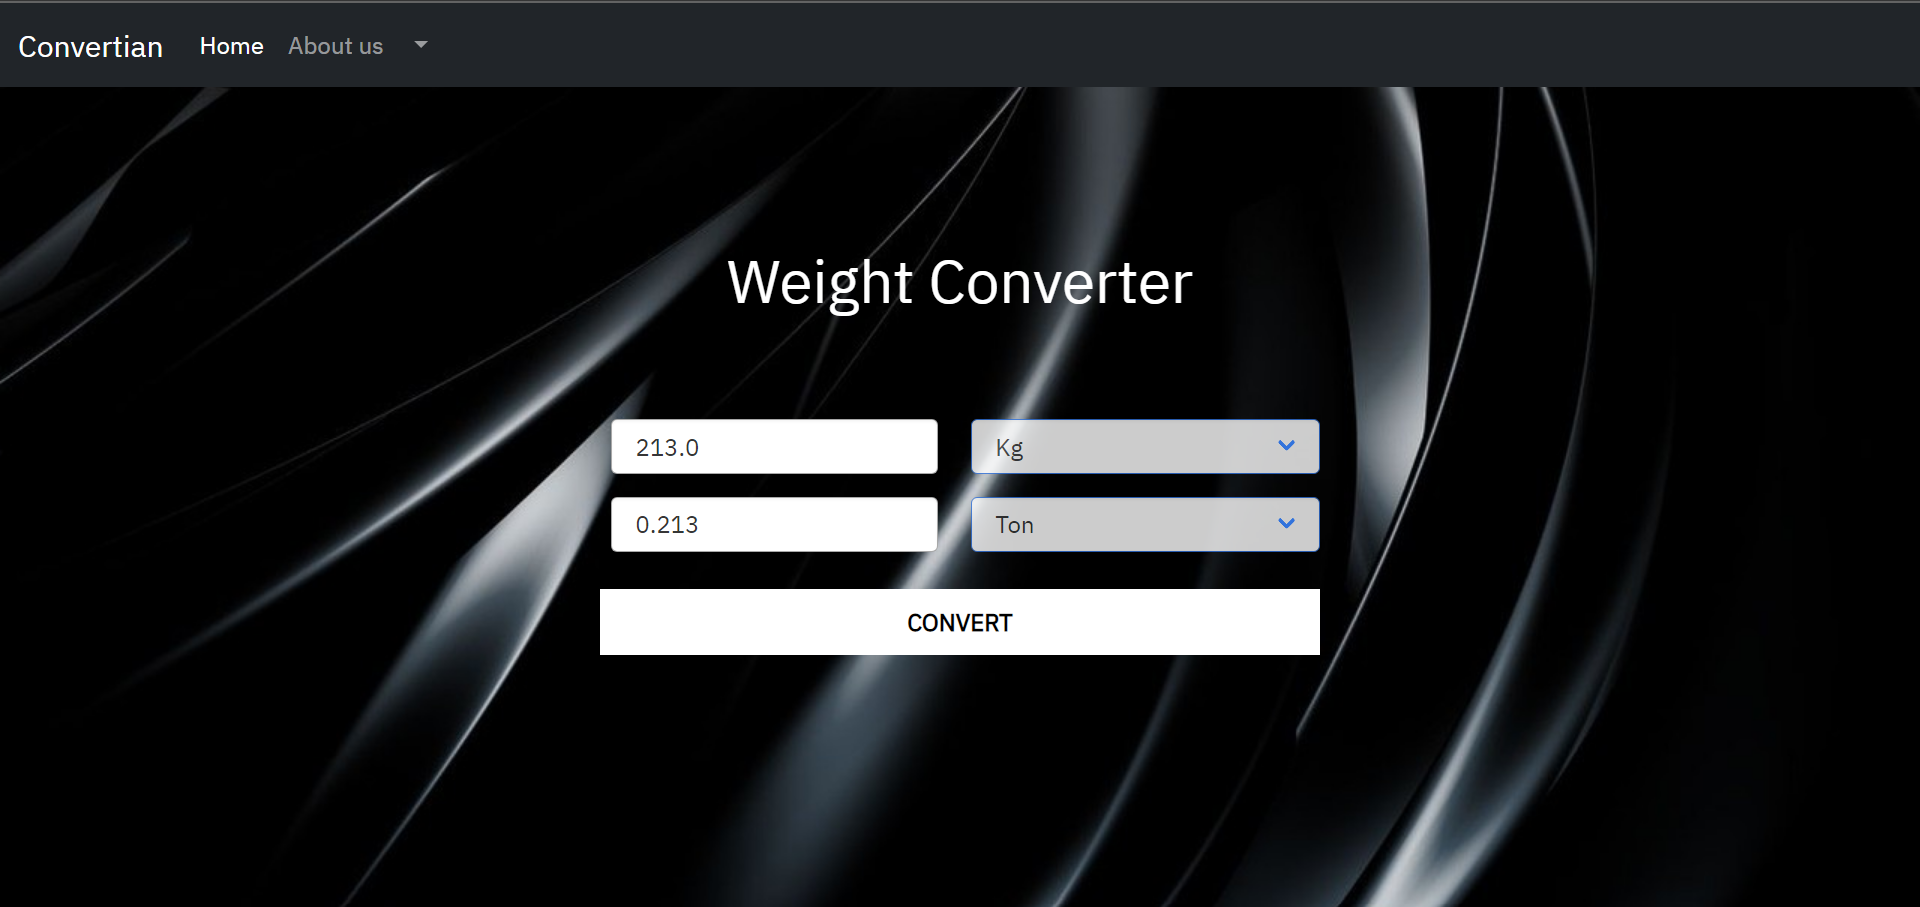 Convertian Home About us
Weight Converter
213.0 Kg
0.213 Ton
CONVERT